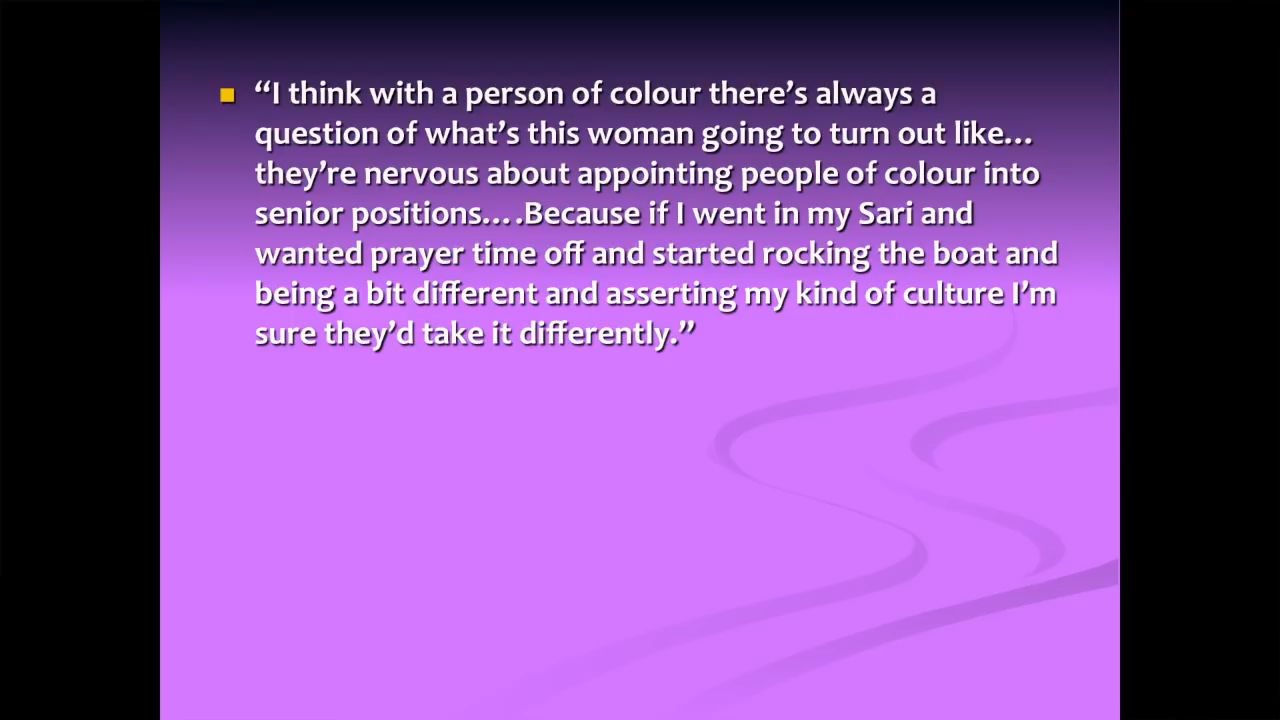 “I think with a person of colour there’s always a
question of what’s this woman going to turn out like…
they’re nervous about appointing people of colour into
senior positions….Because if I went in my Sari and
wanted prayer time off and started rocking the boat and
being a bit different and asserting my kind of culture I’m
sure they’d take it differently.”